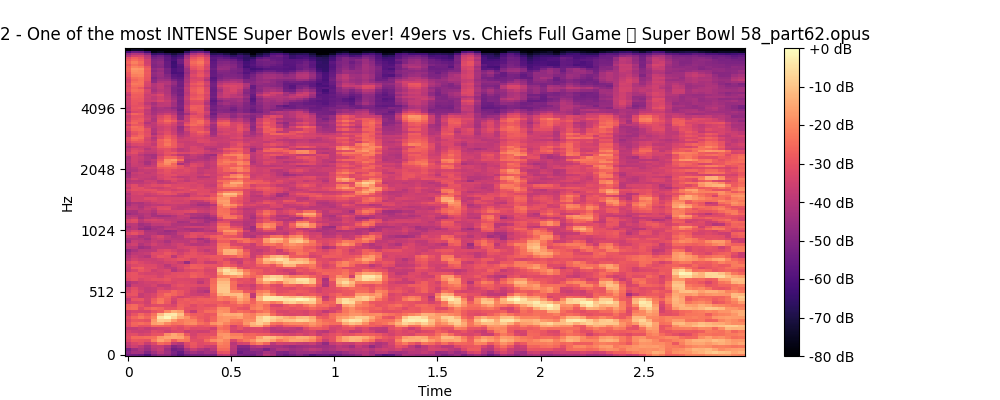 2 - One of the most INTENSE Super Bowls ever! 49ers vs. Chiefs Full Game ▯ Super Bowl 58_part62.opus
+0 dB
4096
-10 dB
-20 dB
2048
-30 dB
Hz
1024
-40 dB
-50 dB
512
-60 dB
-70 dB
0
-80 dB
0
0.5
1
1.5
2
2.5
Time